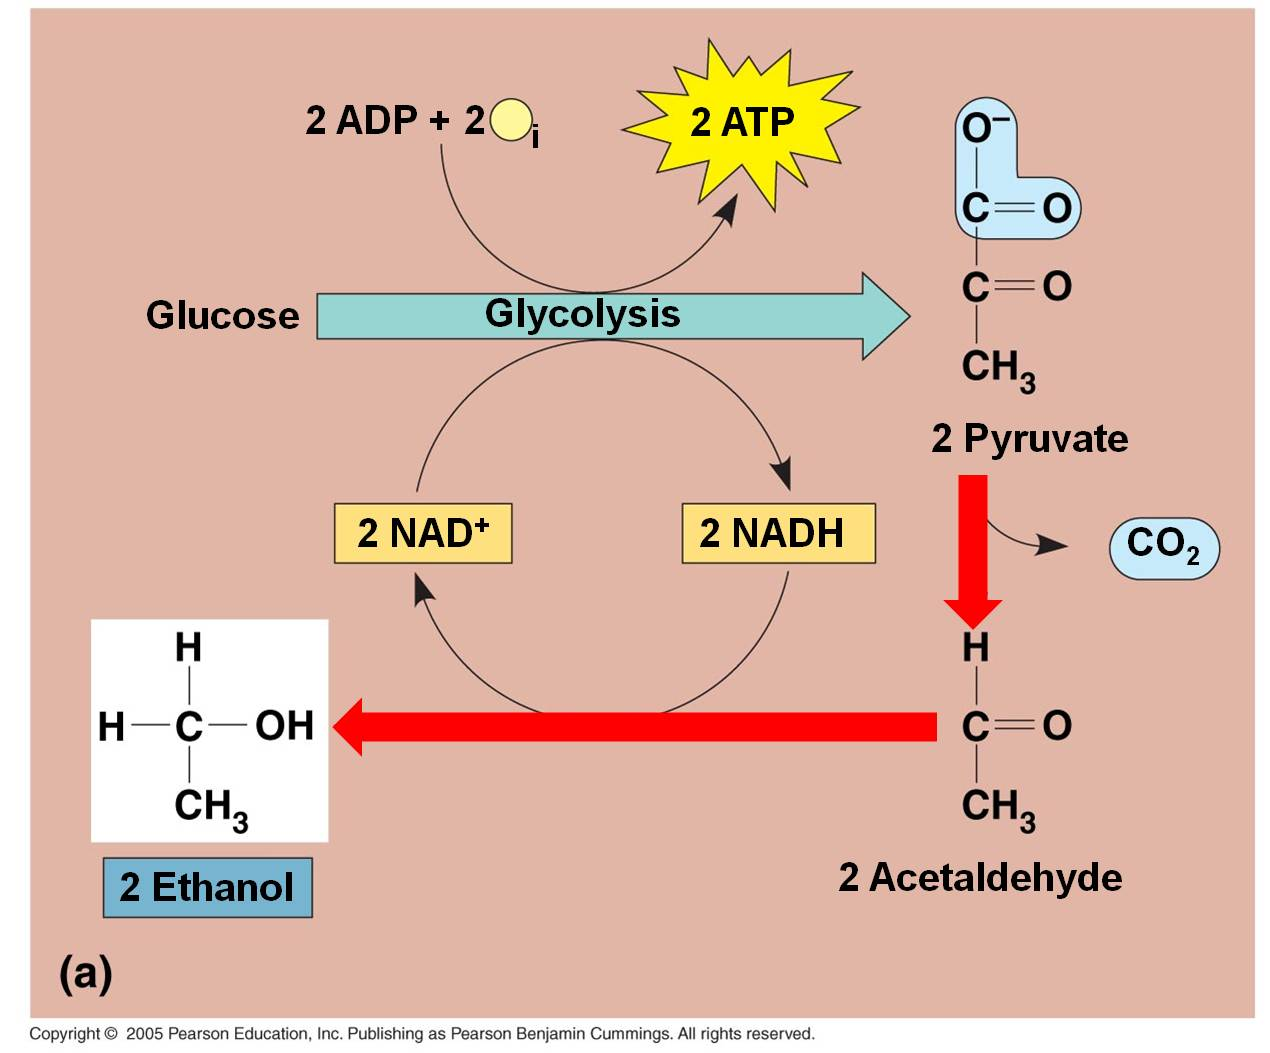 2 ADP + 2 i
2 ATP
O−
C=O
C=O
CH3
Glucose
Glycolysis
2 Pyruvate
2 NAD+
2 NADH
CO2
H
H—C—OH
CH3
H
C=O
CH3
2 Ethanol
2 Acetaldehyde
(a)
Copyright © 2005 Pearson Education, Inc. Publishing as Pearson Benjamin Cummings. All rights reserved.